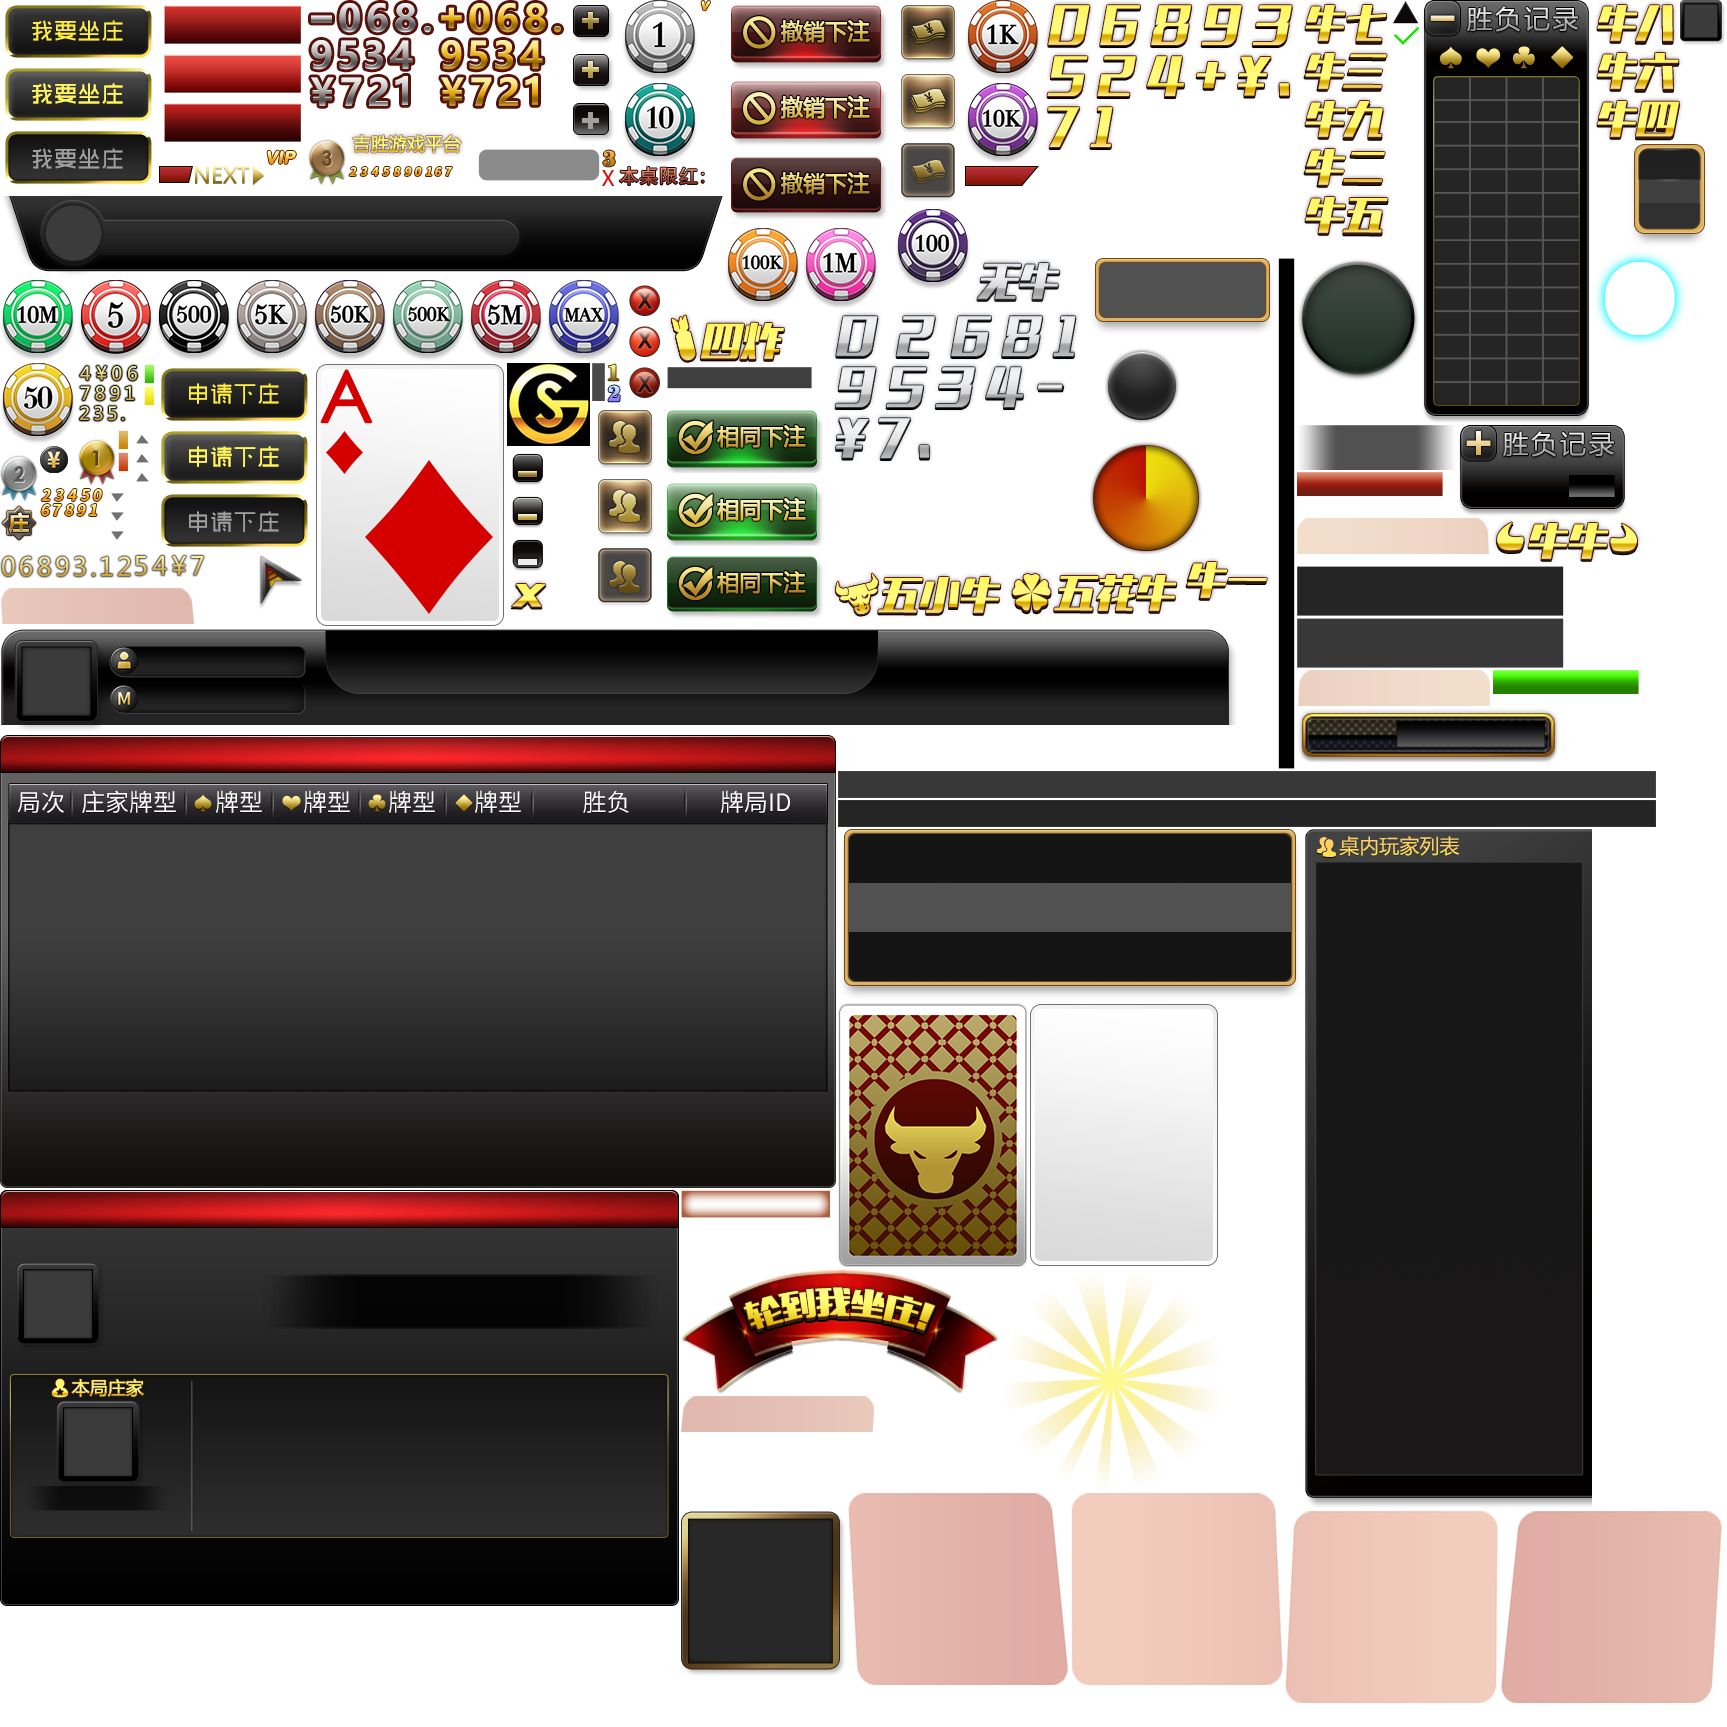 我要坐庄
我要坐庄
我要坐庄
-068.
9534
¥721
+068.
9534
¥721
NEXT
VIP
3
吉胜游戏平台
2345890167
1
10
V
3
X
本桌限红:
撤销下注
撤销下注
撤销下注
1K
10K
06893
524+¥.
71
牛七
牛三
牛九
牛二
牛五
胜负记录
牛八
牛六
牛四
100K
1M
100
无牛
10M
5
500
5K
50K
500K
5M
MAX
X
X
X
四炸
02681
9534-
¥7.
50
4¥06
7891
235.
申请下庄
申请下庄
申请下庄
A
GS
1
2
相同下注
相同下注
相同下注
2
¥
1
23450
67891
庄
06893.1254¥7
X
五小牛
五花牛
牛一
胜负记录
牛牛
M
局次 庄家牌型 牌型 牌型 牌型 牌型 胜负 牌局ID
桌内玩家列表
轮到我坐庄!
本局庄家